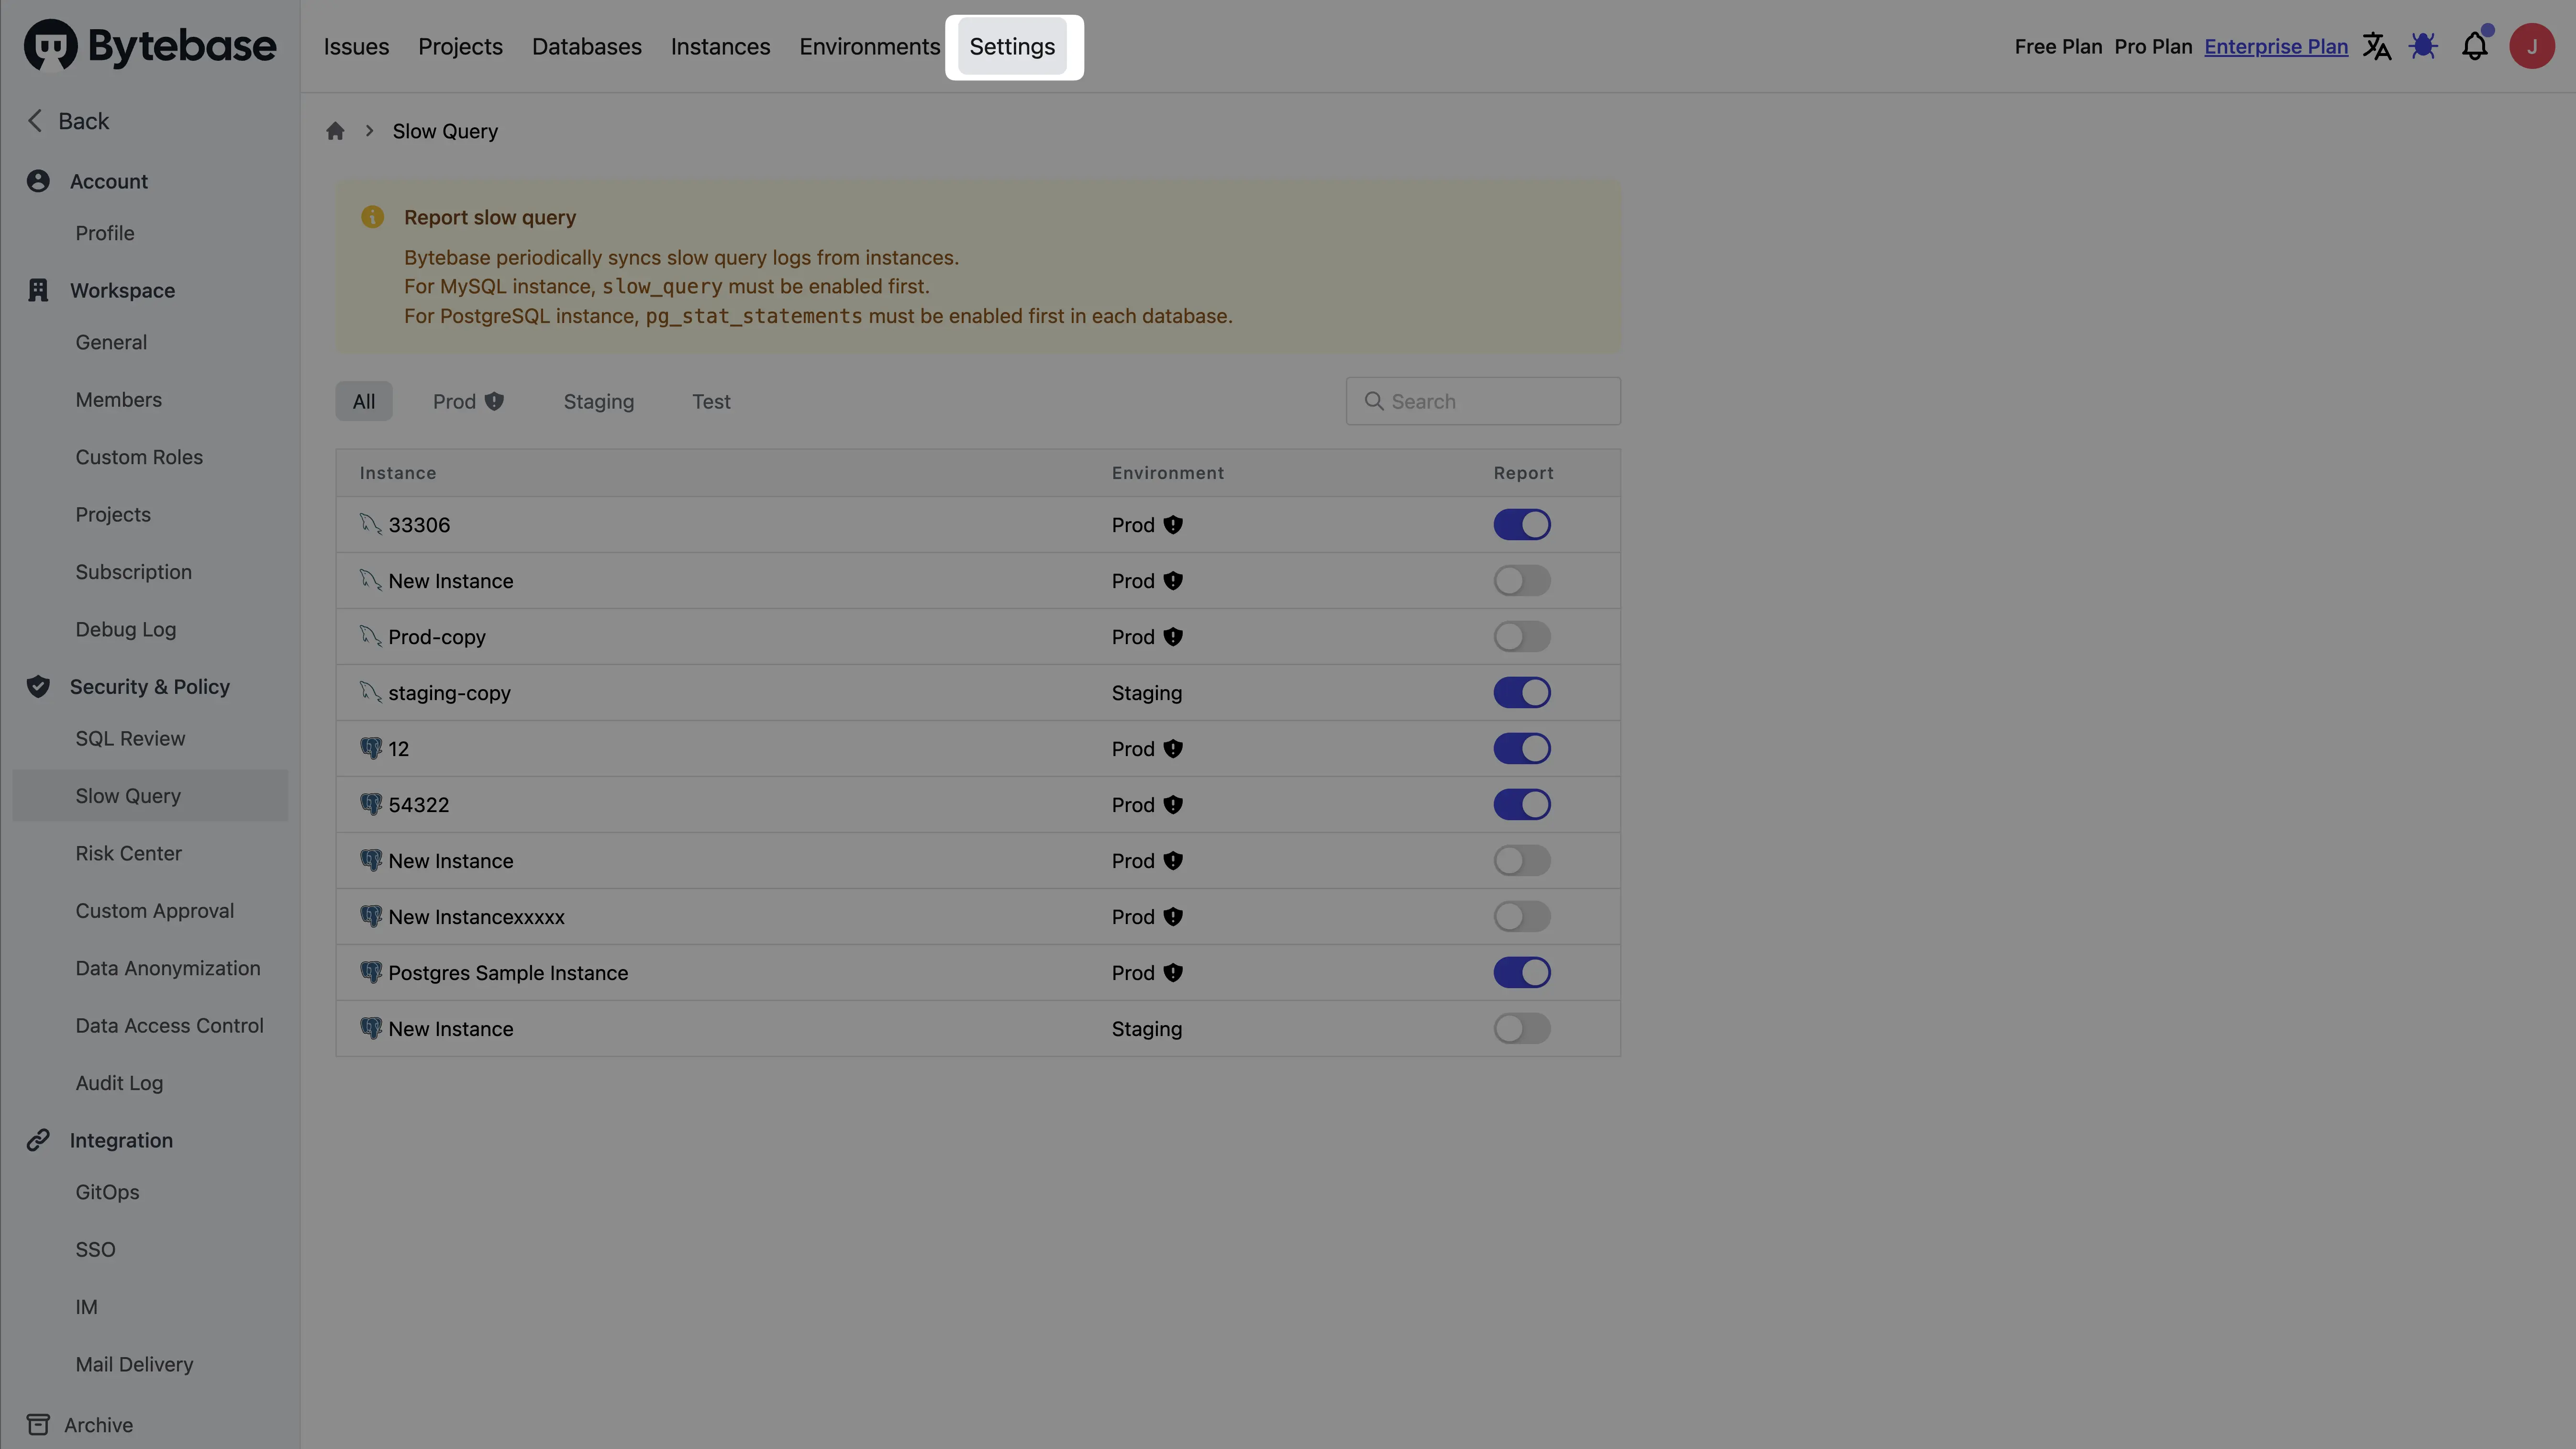 Bytebase
Issues Projects Databases Instances Environments Settings
Free Plan Pro Plan Enterprise Plan
J
Back
Account
Profile
Workspace
General
Members
Custom Roles
Projects
Subscription
Debug Log
Security & Policy
SQL Review
Slow Query
Risk Center
Custom Approval
Data Anonymization
Data Access Control
Audit Log
Integration
GitOps
SSO
IM
Mail Delivery
Archive
Slow Query
Report slow query
Bytebase periodically syncs slow query logs from instances.
For MySQL instance, slow_query must be enabled first.
For PostgreSQL instance, pg_stat_statements must be enabled first in each database.
All Prod Staging Test
Search
Instance Environment Report
33306 Prod
New Instance Prod
Prod-copy Prod
staging-copy Staging
12 Prod
54322 Prod
New Instance Prod
New Instancexxxxx Prod
Postgres Sample Instance Prod
New Instance Staging